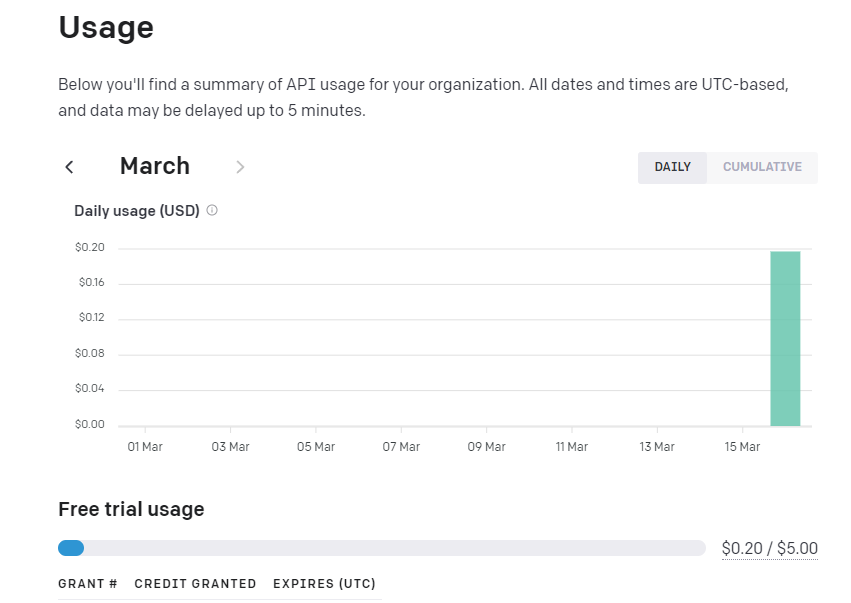 Usage
Below you'll find a summary of API usage for your organization. All dates and times are UTC-based,
and data may be delayed up to 5 minutes.
March
DAILY CUMULATIVE
Daily usage (USD)
$0.20
$0.16
$0.12
$0.08
$0.04
$0.00
01 Mar 03 Mar 05 Mar 07 Mar 09 Mar 11 Mar 13 Mar 15 Mar
Free trial usage
$0.20 / $5.00
GRANT # CREDIT GRANTED EXPIRES (UTC)